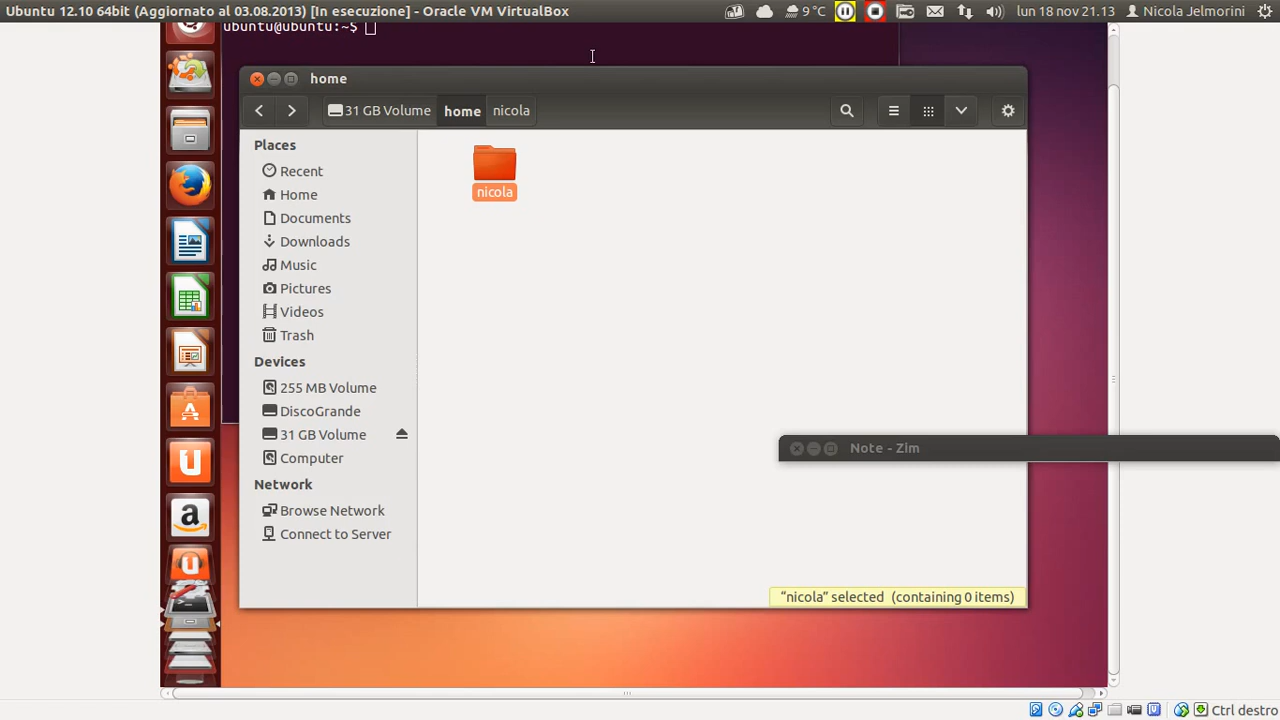 Ubuntu 12.10 64bit (Aggiornato al 03.08.2013) [In esecuzione] - Oracle VM VirtualBox
°C
lun 18 nov 21.13
Nicola Jelmorini
ubuntu@ubuntu:~$
home
31 GB Volume
home
nicola
Places
Recent
Home
Documents
Downloads
Music
Pictures
Videos
Trash
Devices
255 MB Volume
DiscoGrande
31 GB Volume
Computer
Network
Browse Network
Connect to Server
nicola
Note - Zim
“nicola” selected (containing 0 items)
Ctrl destro